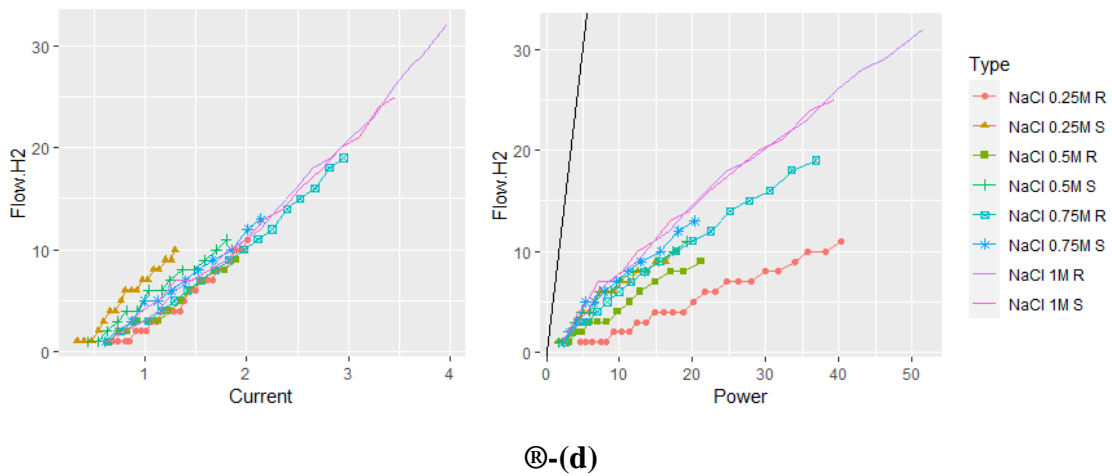 30
20
10
0
Flow.H2
1
2
3
4
Current
30
20
10
0
Flow.H2
0
10
20
30
40
50
Power
Type
NaCl 0.25M R
NaCl 0.25M S
NaCl 0.5M R
NaCl 0.5M S
NaCl 0.75M R
NaCl 0.75M S
NaCl 1M R
NaCl 1M S
®-(d)